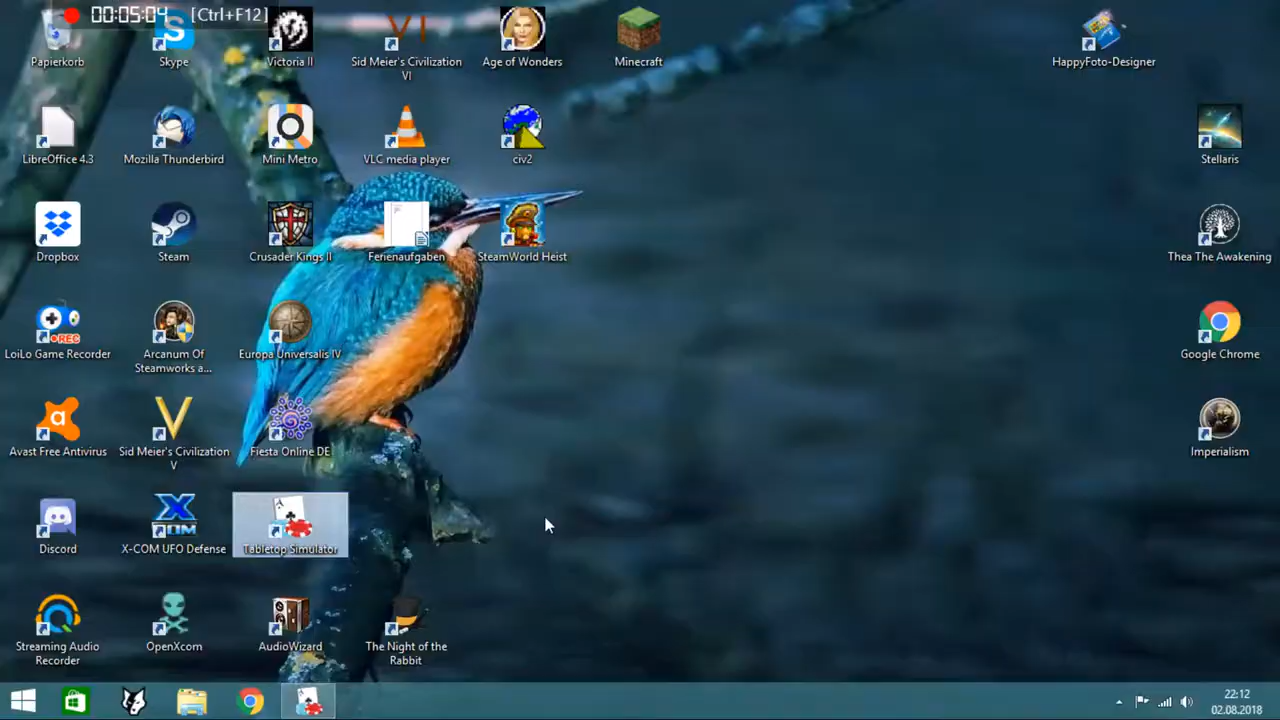 00:05:04 [Ctrl+F12]
Papierkorb
Skype
Victoria II
Sid Meier's Civilization
VI
Age of Wonders
Minecraft
HappyFoto-Designer
LibreOffice 4.3
Mozilla Thunderbird
Mini Metro
VLC media player
civ2
Stellaris
Dropbox
Steam
Crusader Kings II
Ferienaufgaben
SteamWorld Heist
Thea The Awakening
REC
LoiLo Game Recorder
Arcanum Of
Steamworks a...
Europa Universalis IV
Google Chrome
Avast Free Antivirus
Sid Meier's Civilization
V
Fiesta Online DE
Imperialism
Discord
X-COM UFO Defense
Tabletop Simulator
Streaming Audio
Recorder
OpenXcom
AudioWizard
The Night of the
Rabbit
22:12
02.08.2018